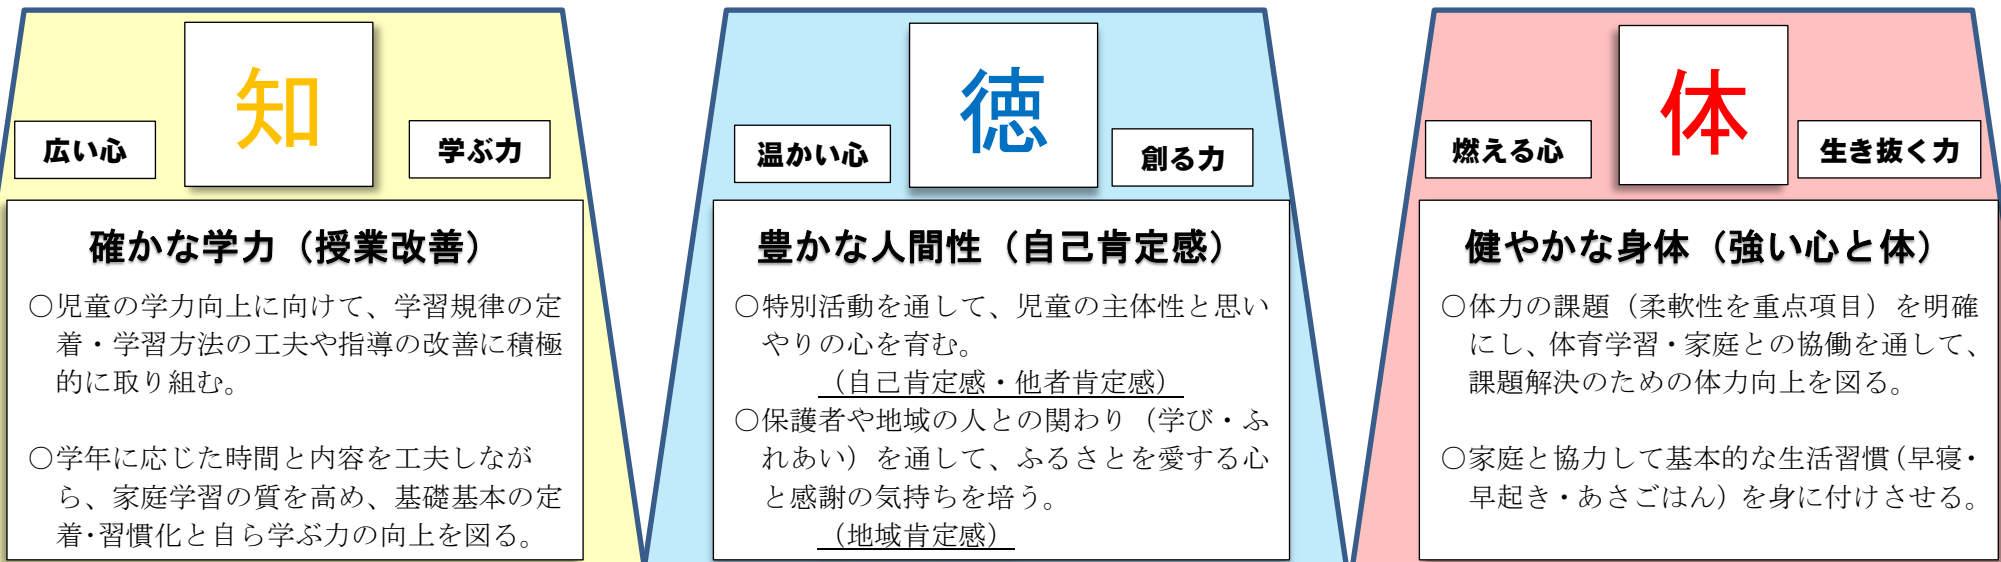 知
広い心
学ぶ力
確かな学力（授業改善）
○児童の学力向上に向けて、学習規律の定
着・学習方法の工夫や指導の改善に積極
的に取り組む。
○学年に応じた時間と内容を工夫しなが
ら、家庭学習の質を高め、基礎基本の定
着・習慣化と自ら学ぶ力の向上を図る。
徳
温かい心
創る力
豊かな人間性（自己肯定感）
○特別活動を通して、児童の主体性と思い
やりの心を育む。
（自己肯定感・他者肯定感）
○保護者や地域の人との関わり（学び・ふ
れあい）を通して、ふるさとを愛する心
と感謝の気持ちを培う。
（地域肯定感）
体
燃える心
生き抜く力
健やかな身体（強い心と体）
○体力の課題（柔軟性を重点項目）を明確
にし、体育学習・家庭との協働を通して、
課題解決のための体力向上を図る。
○家庭と協力して基本的な生活習慣（早寝・
早起き・あさごはん）を身に付けさせる。